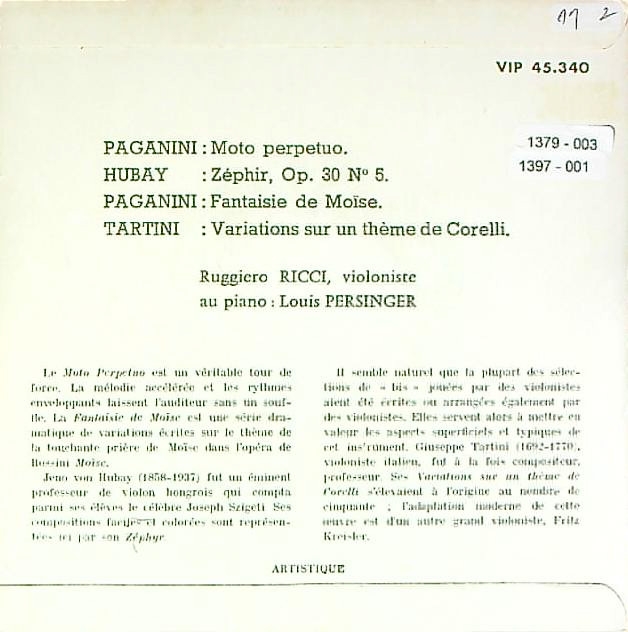 11 2
VIP 45.340
1379 - 003
1397 - 001
PAGANINI : Moto perpetuo.
HUBAY : Zéphir, Op. 30 Nº 5.
PAGANINI : Fantaisie de Moïse.
TARTINI : Variations sur un thème de Corelli.
Ruggiero RICCI, violoniste
au piano : Louis PERSINGER
Le Moto Perpetuo est un véritable tour de
force. La mélodie accélérée et les rythmes
enveloppants laissent l'auditeur sans un souf-
fle. La Fantaisie de Moïse est une série dra-
matique de variations écrites sur le thème de
la touchante prière de Moïse dans l'opéra de
Rossini Moïse.
Jeno von Hubay (1858-1937) fut un éminent
professeur de violon hongrois qui compta
parmi ses élèves le célèbre Joseph Szigeti Ses
compositions colorées sont représen-
tées ici par son Zéphyr
Il semble naturel que la plupart des sélec-
tions de « bis » jouées par des violonistes
aient été écrites ou arrangées également par
des violonistes. Elles servent alors à mettre en
valeur les aspects superficiels et typiques de
cet instrument. Giuseppe Tartini (1692-1770),
violoniste italien, fut à la fois compositeur,
professeur. Ses Variations sur un thème de
Corelli s'élevaient à l'origine au nombre de
cinquante ; l'adaptation moderne de cette
œuvre est d'un autre grand violoniste, Fritz
Kreisler.
ARTISTIQUE